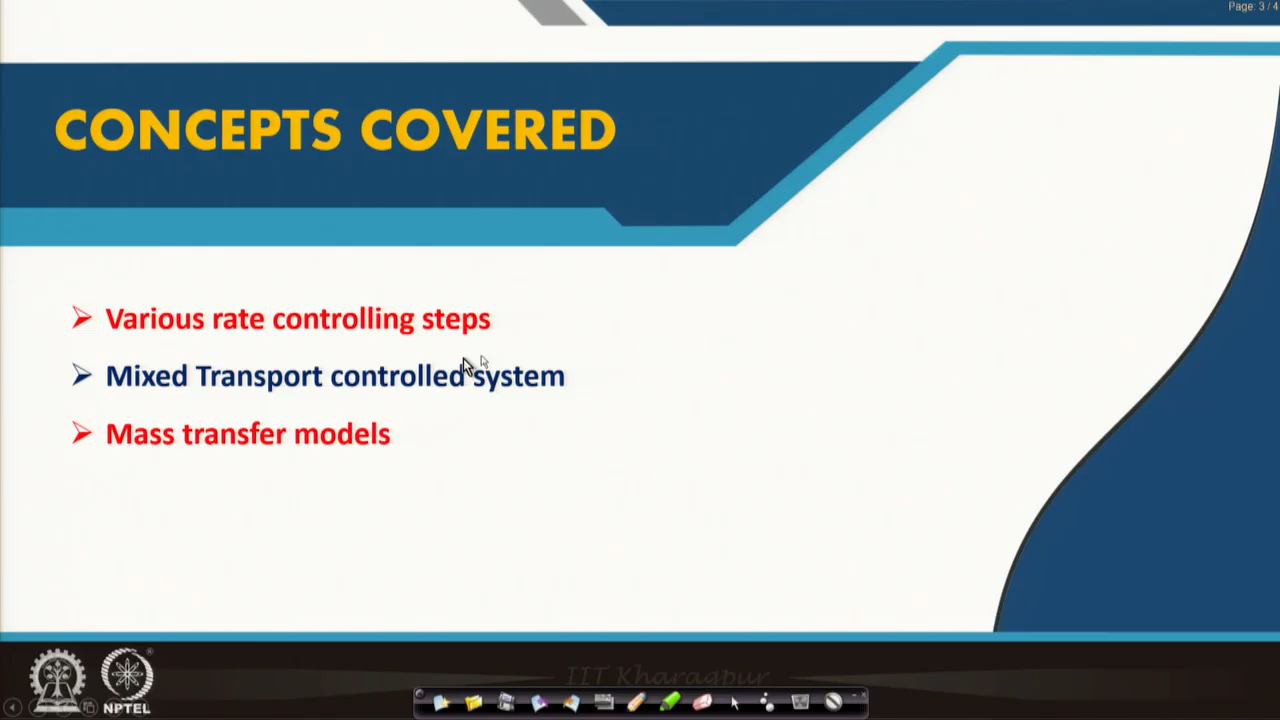 Page: 3 / 4
CONCEPTS COVERED
Various rate controlling steps
Mixed Transport controlled system
Mass transfer models
IIT Kharagpur
NPTEL